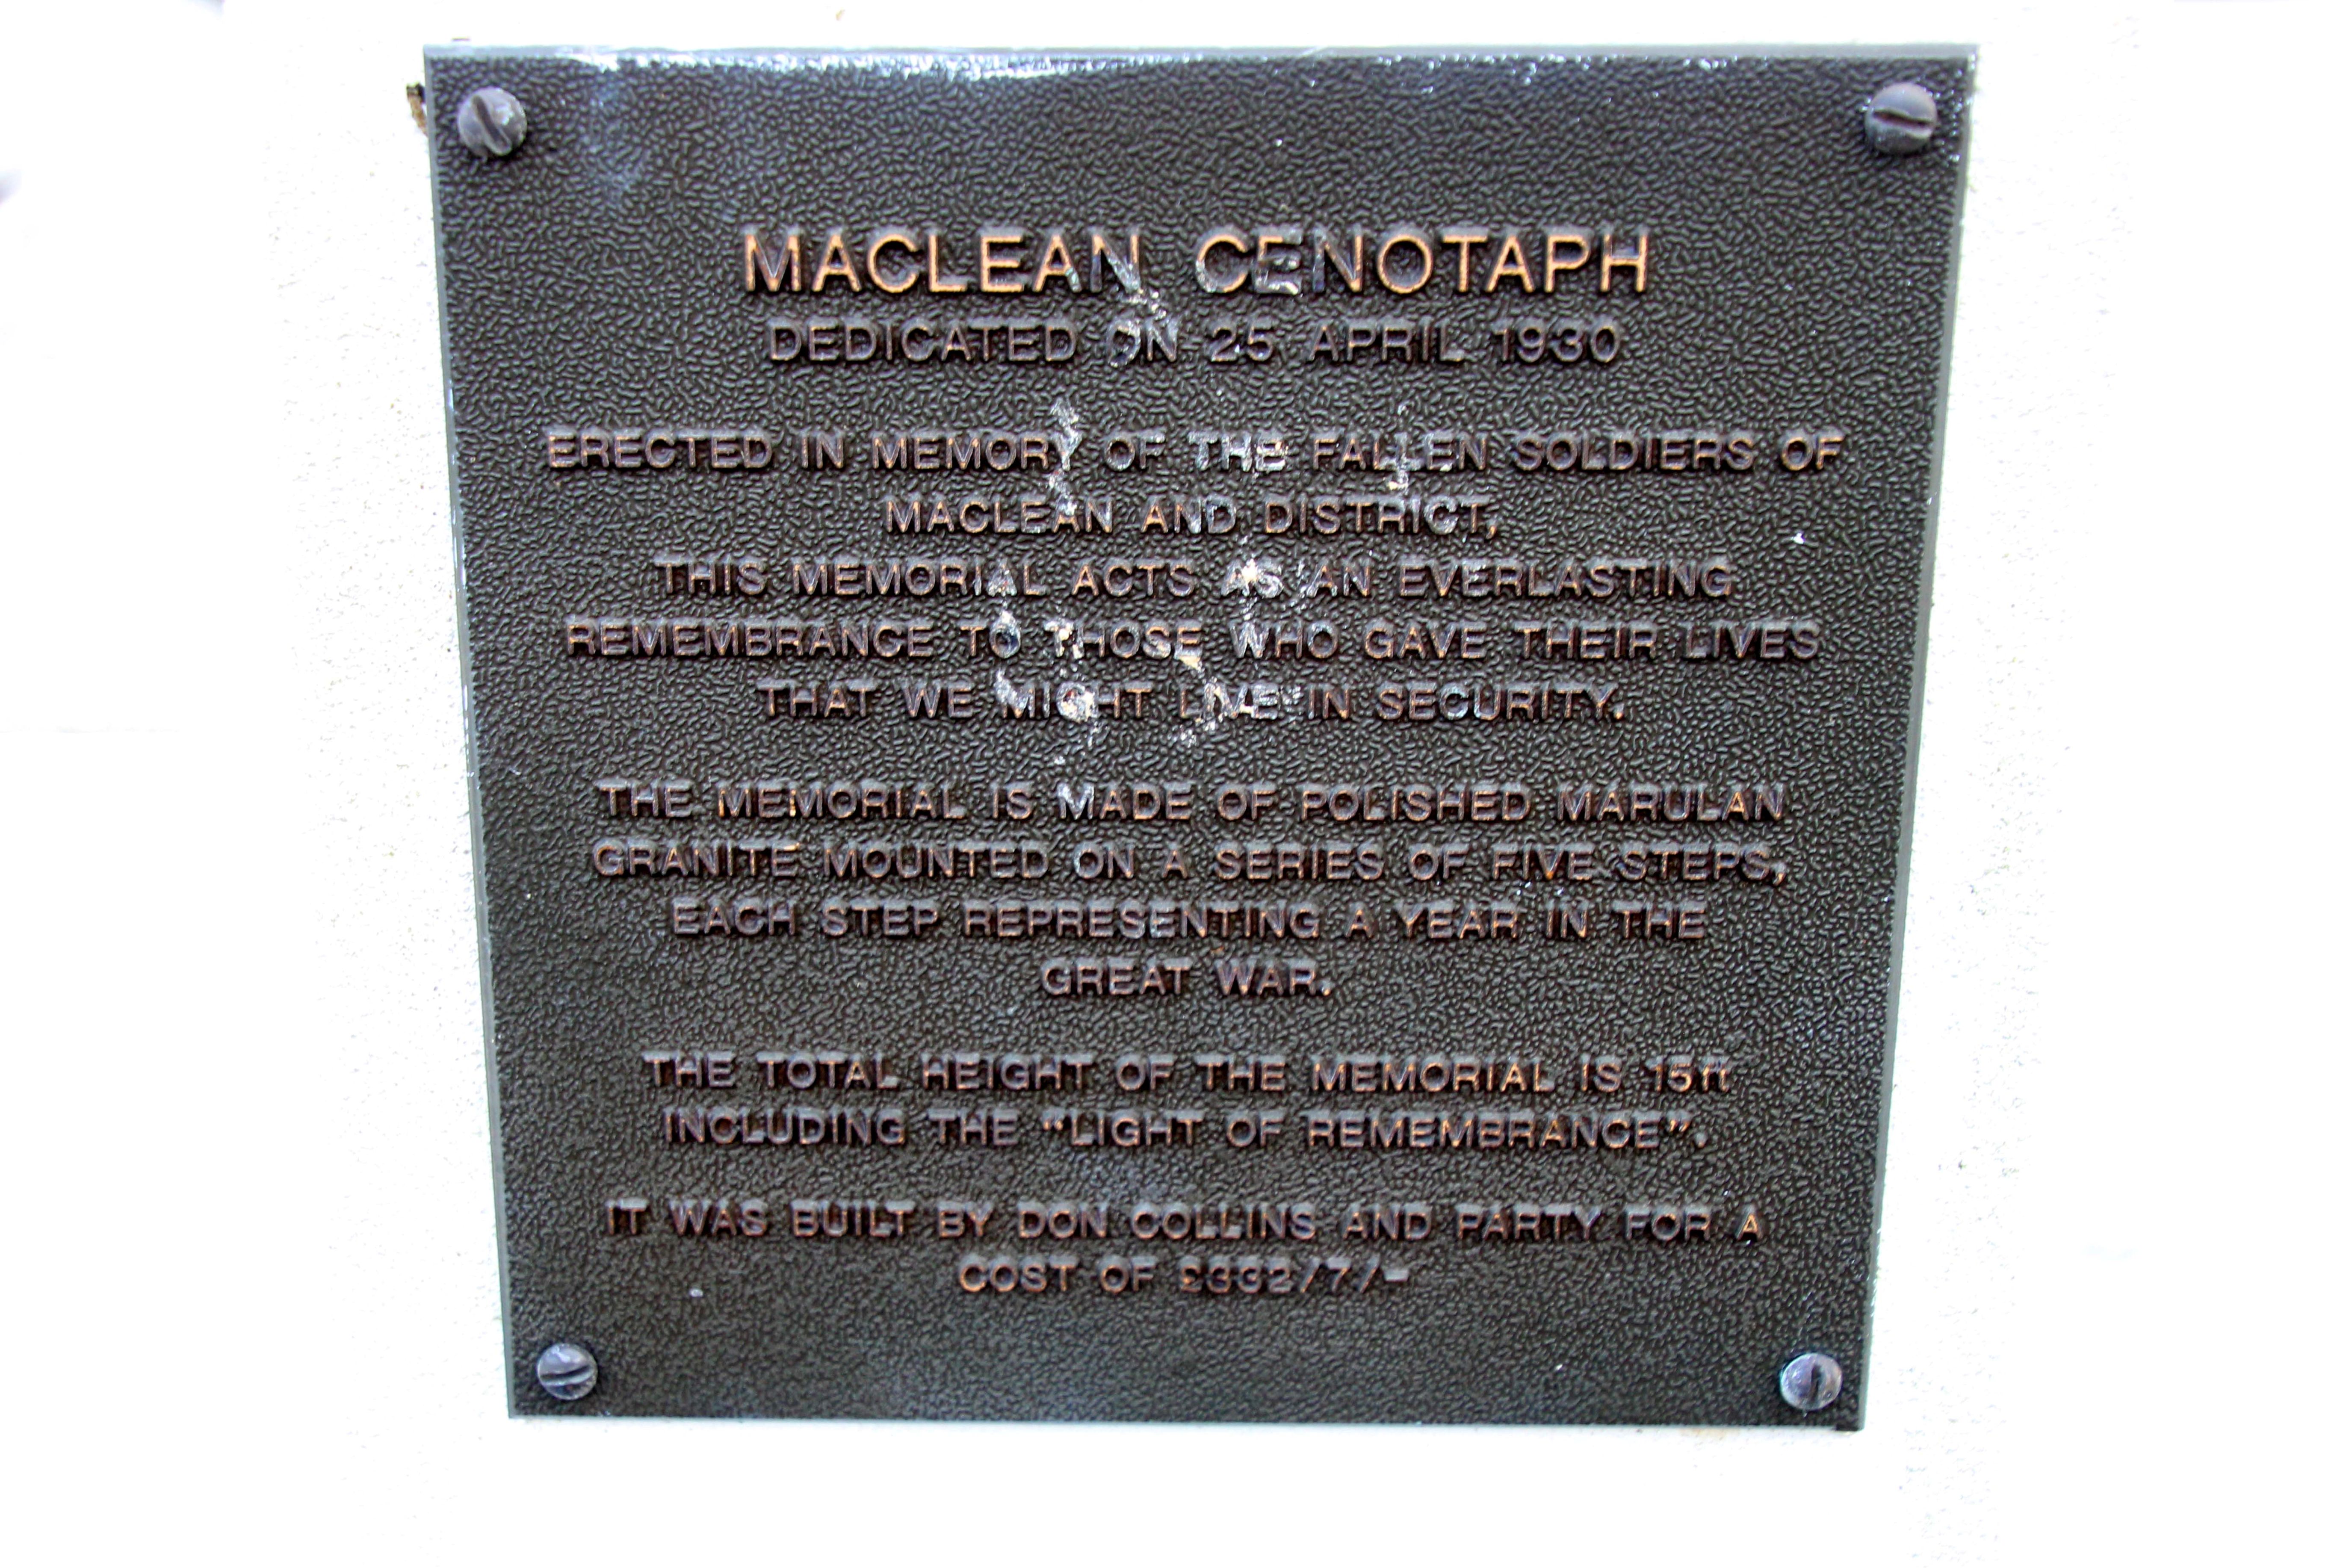 MACLEAN CENOTAPH
DEDICATED ON 25 APRIL 1930
ERECTED IN MEMORY OF THE FALLEN SOLDIERS OF
MACLEAN AND DISTRICT,
THIS MEMORIAL ACTS AS AN EVERLASTING
REMEMBRANCE TO THOSE WHO GAVE THEIR LIVES
THAT WE MIGHT LIVE IN SECURITY.
THE MEMORIAL IS MADE OF POLISHED MARULAN
GRANITE MOUNTED ON A SERIES OF FIVE STEPS,
EACH STEP REPRESENTING A YEAR IN THE
GREAT WAR.
THE TOTAL HEIGHT OF THE MEMORIAL IS 15ft
INCLUDING THE "LIGHT OF REMEMBRANCE".
IT WAS BUILT BY DON COLLINS AND PARTY FOR A
COST OF £332/7/-